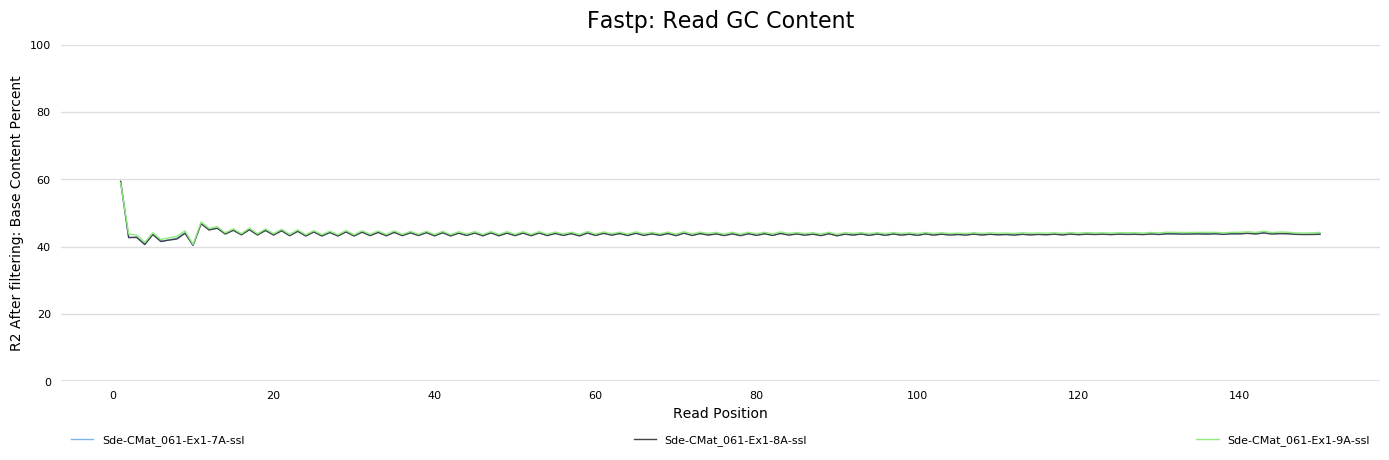 Fastp: Read GC Content
R2 After filtering: Base Content Percent
100
80
60
40
20
0
0 20 40 60 80 100 120 140
Read Position
Sde-CMat_061-Ex1-7A-ssl Sde-CMat_061-Ex1-8A-ssl Sde-CMat_061-Ex1-9A-ssl